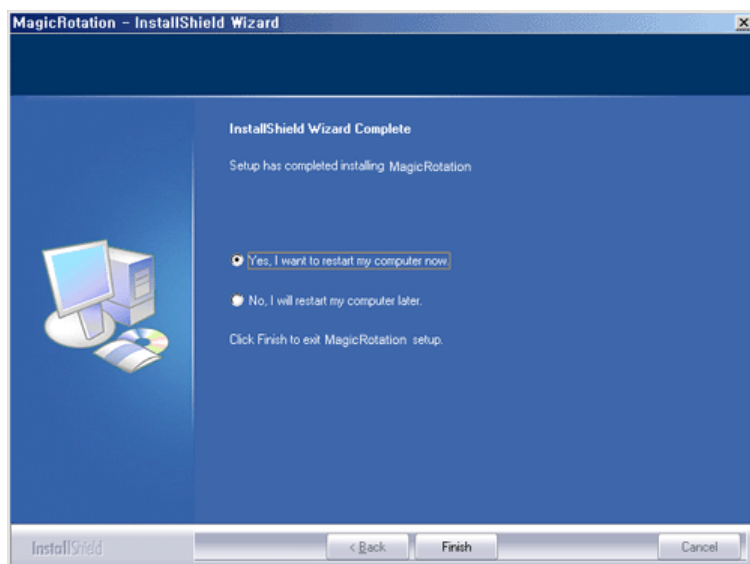 MagicRotation – InstallShield Wizard
InstallShield Wizard Complete
Setup has completed installing MagicRotation
Yes, I want to restart my computer now.
No, I will restart my computer later.
Click Finish to exit MagicRotation setup.
InstallShield
< Back
Finish
Cancel